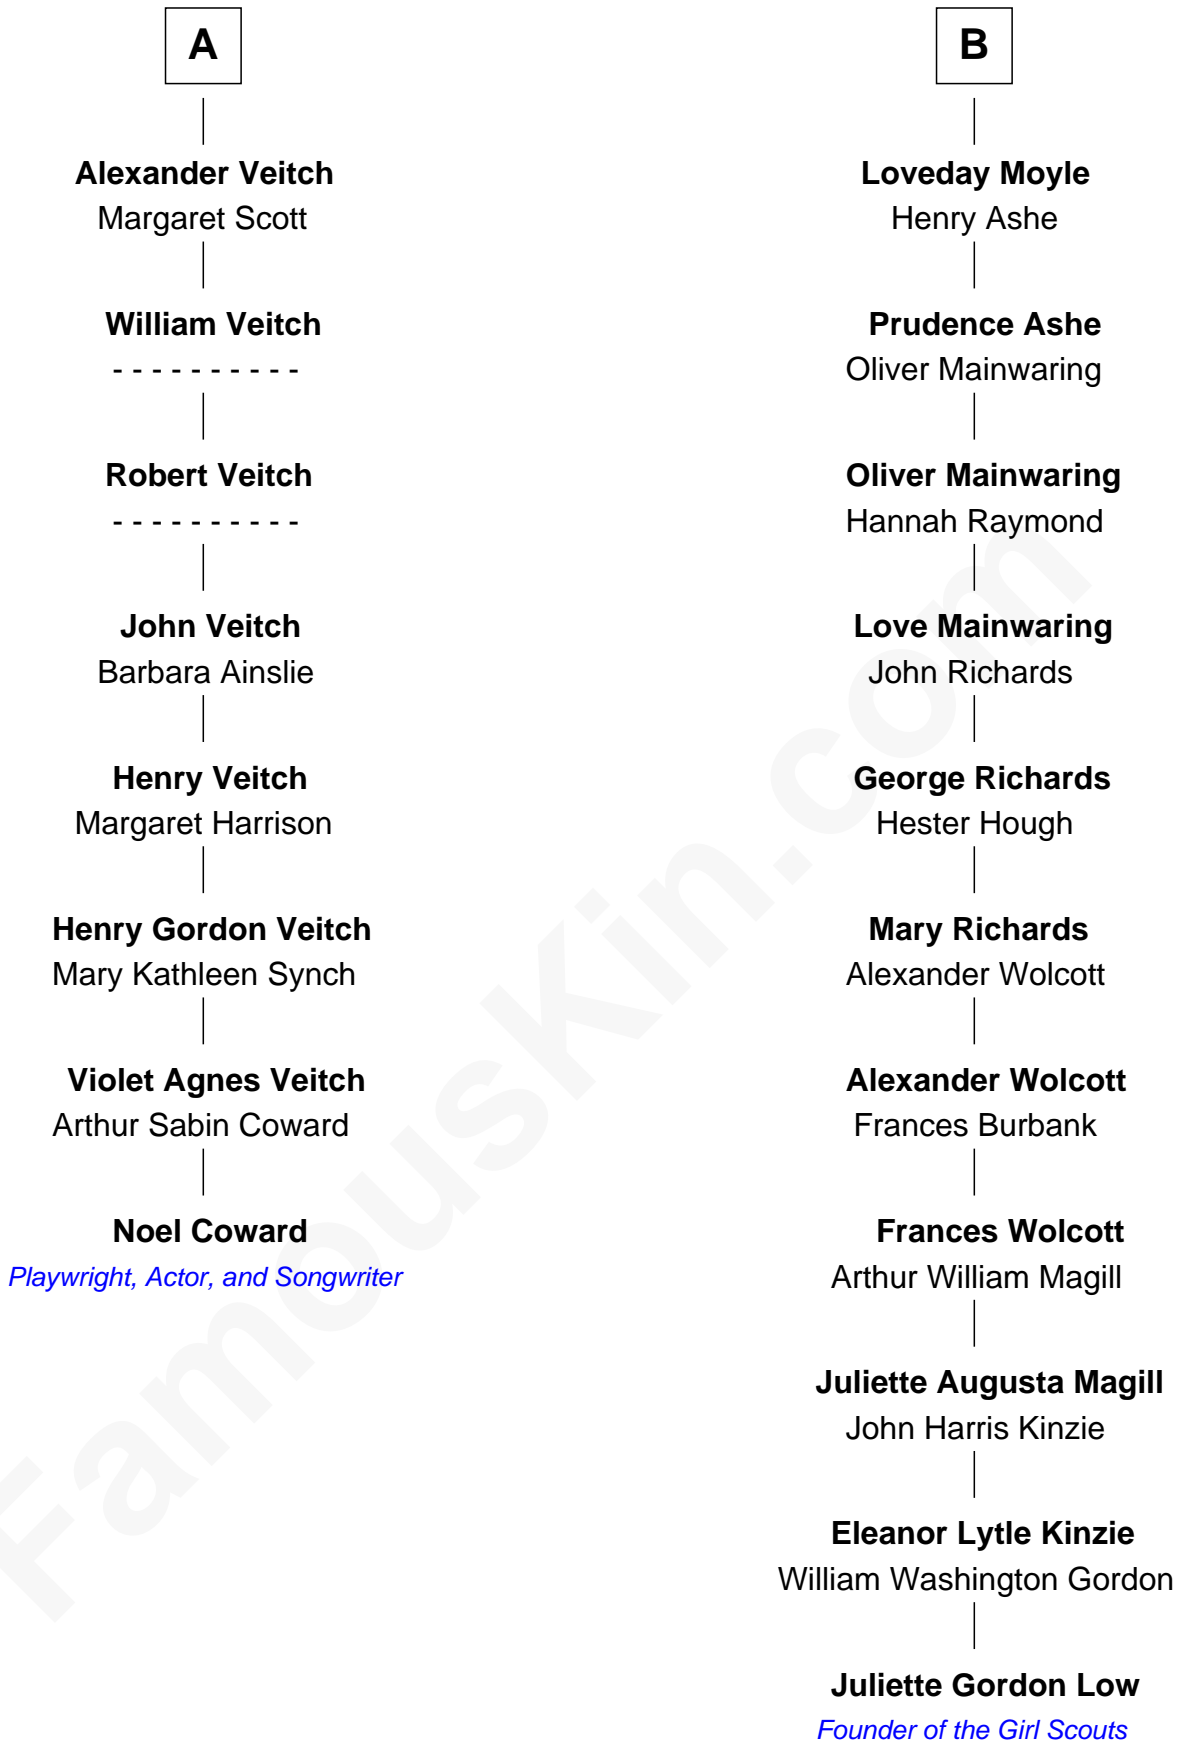 A
Alexander Veitch
Margaret Scott
William Veitch
- - - - - - - - - -
Robert Veitch
- - - - - - - - - -
John Veitch
Barbara Ainslie
Henry Veitch
Margaret Harrison
Henry Gordon Veitch
Mary Kathleen Synch
Violet Agnes Veitch
Arthur Sabin Coward
Noel Coward
Playwright, Actor, and Songwriter
B
Loveday Moyle
Henry Ashe
Prudence Ashe
Oliver Mainwaring
Oliver Mainwaring
Hannah Raymond
Love Mainwaring
John Richards
George Richards
Hester Hough
Mary Richards
Alexander Wolcott
Alexander Wolcott
Frances Burbank
Frances Wolcott
Arthur William Magill
Juliette Augusta Magill
John Harris Kinzie
Eleanor Lytle Kinzie
William Washington Gordon
Juliette Gordon Low
Founder of the Girl Scouts
FamousKin.com